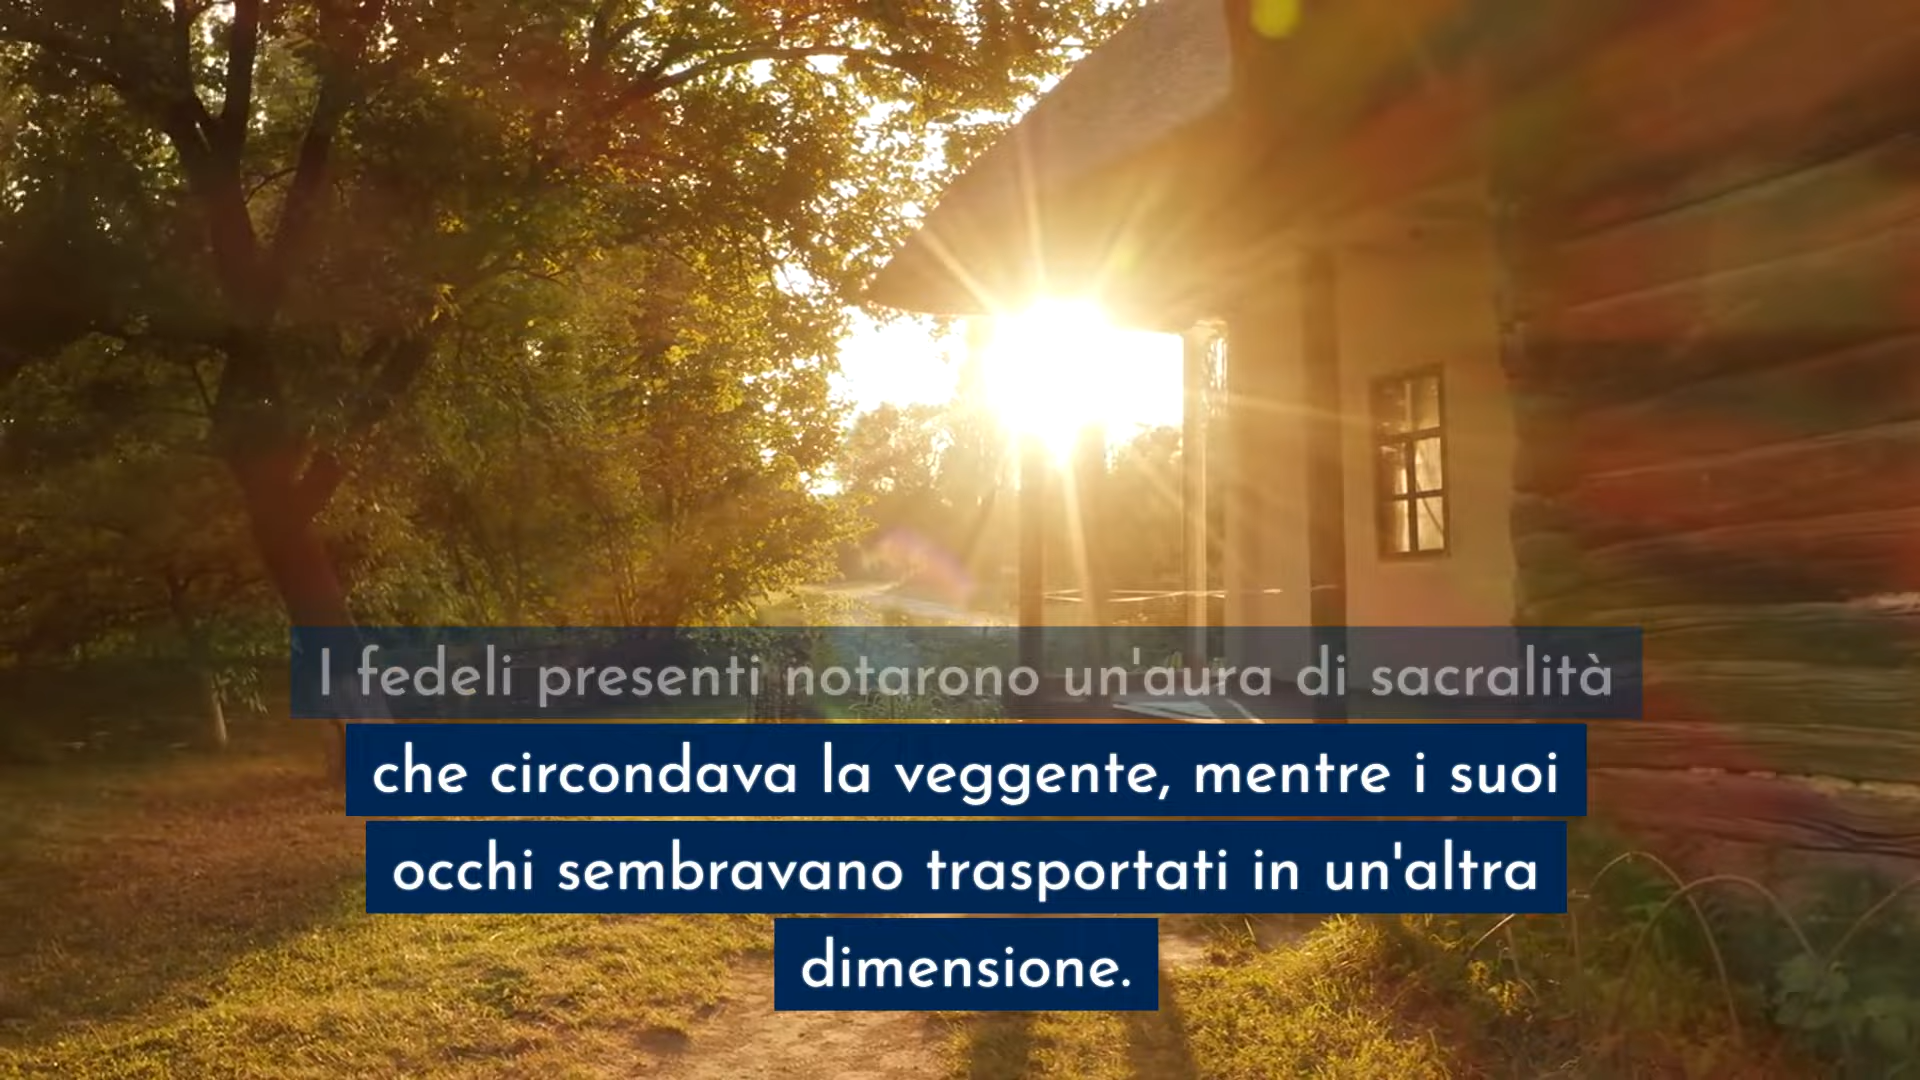 I fedeli presenti notarono un'aura di sacralità
che circondava la veggente, mentre i suoi
occhi sembravano trasportati in un'altra
dimensione.